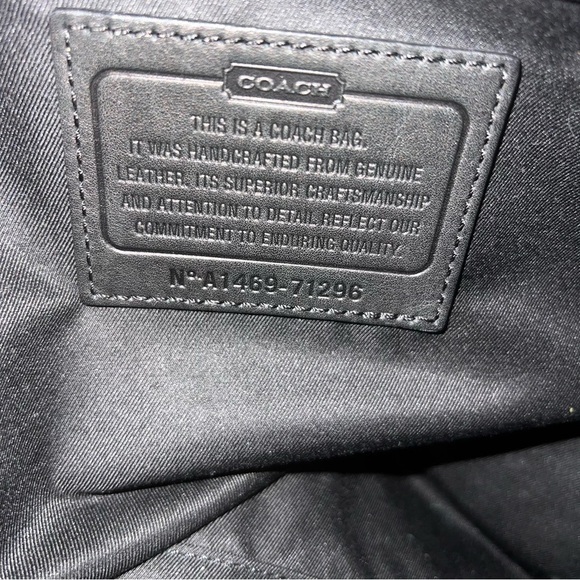 COACH
THIS IS A COACH BAG.
IT WAS HANDCRAFTED FROM GENUINE
LEATHER. ITS SUPERIOR CRAFTSMANSHIP
AND ATTENTION TO DETAIL REFLECT OUR
COMMITMENT TO ENDURING QUALITY.
Nº A1469-71296